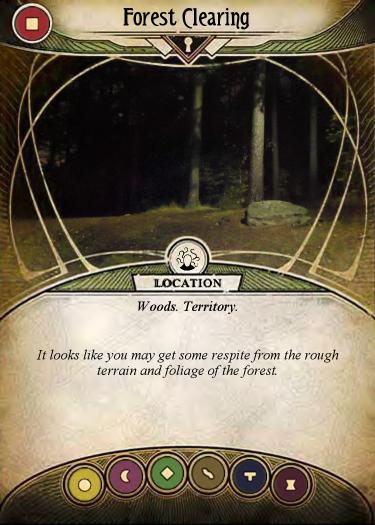 Forest Clearing
LOCATION
Woods. Territory.
It looks like you may get some respite from the rough
terrain and foliage of the forest.